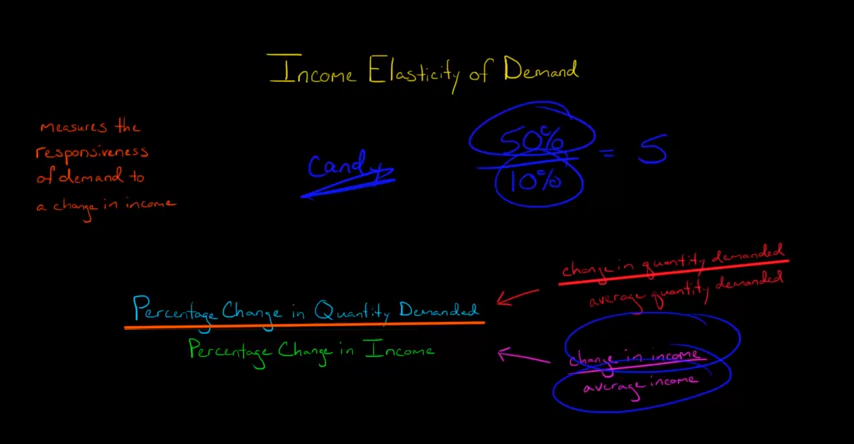 Income Elasticity of Demand
measures the
responsiveness
of demand to
a change in income
candy
50%
10%
= 5
Percentage Change in Quantity Demanded
Percentage Change in Income
change in quantity demanded
average quantity demanded
change in income
average income